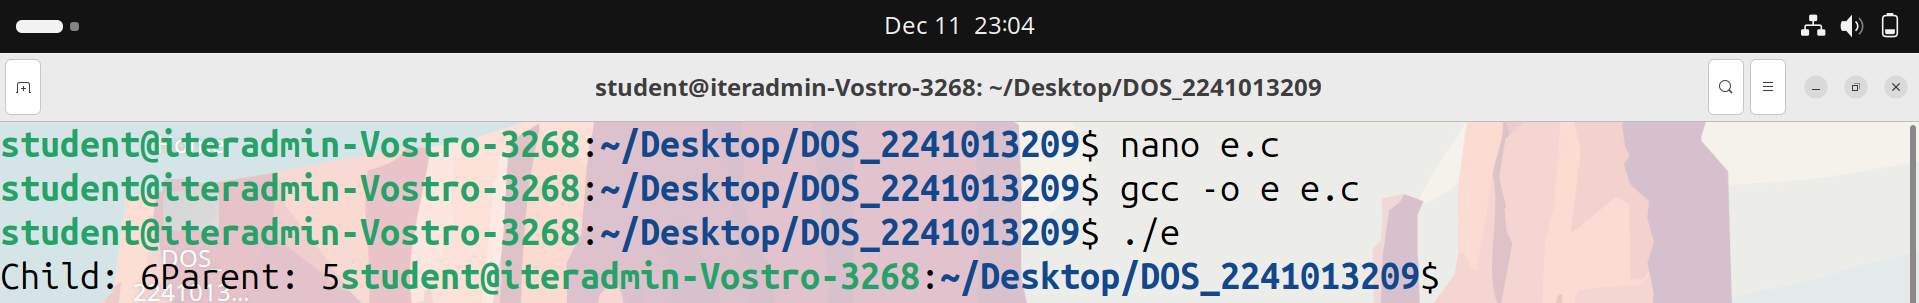 Dec 11 23:04
student@iteradmin-Vostro-3268: ~/Desktop/DOS_2241013209
student@iteradmin-Vostro-3268:~/Desktop/DOS_2241013209$ nano e.c
student@iteradmin-Vostro-3268:~/Desktop/DOS_2241013209$ gcc -o e e.c
student@iteradmin-Vostro-3268:~/Desktop/DOS_2241013209$ ./e
DOS_
Child: 6Parent: 5student@iteradmin-Vostro-3268:~/Desktop/DOS_2241013209$
2241013...